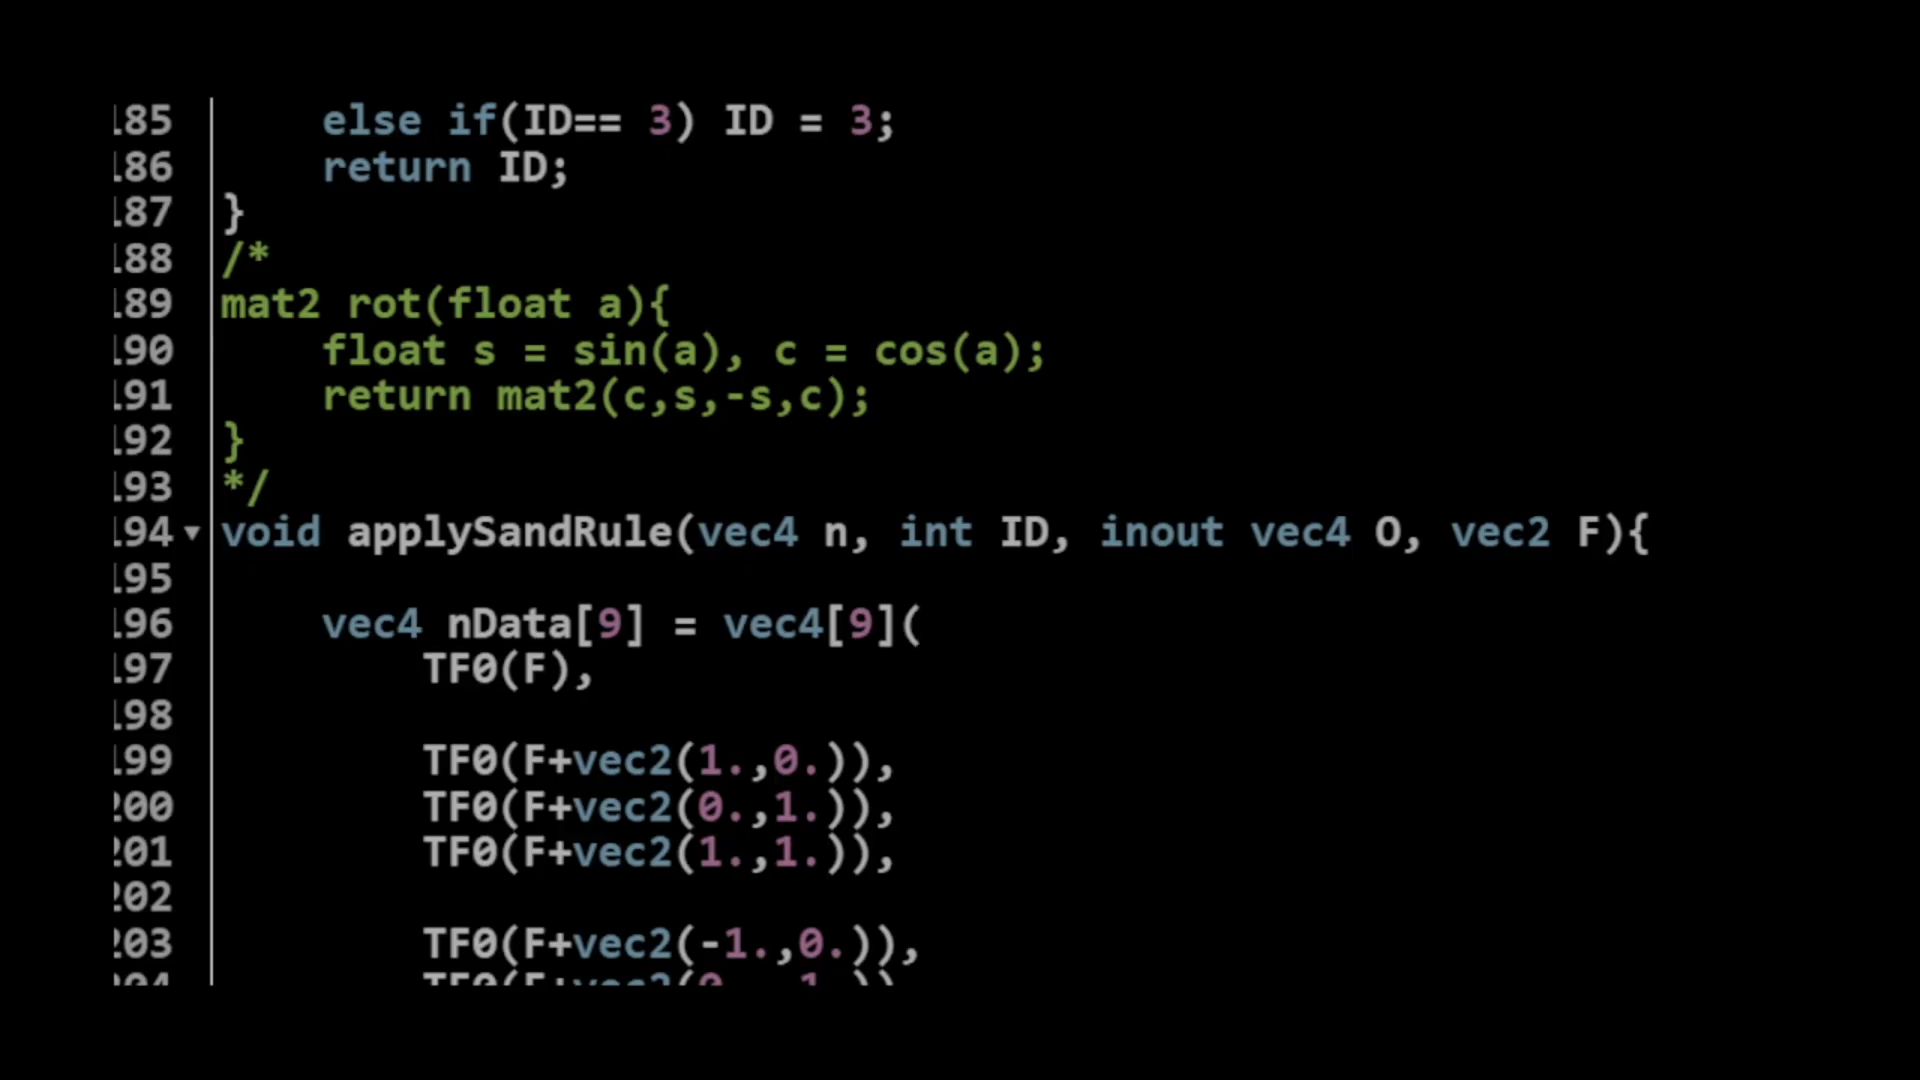 185 else if(ID== 3) ID = 3;
186 return ID;
187 }
188 /*
189 mat2 rot(float a){
190 float s = sin(a), c = cos(a);
191 return mat2(c,s,-s,c);
192 }
193 */
194 void applySandRule(vec4 n, int ID, inout vec4 O, vec2 F){
195
196 vec4 nData[9] = vec4[9](
197 TF0(F),
198
199 TF0(F+vec2(1.,0.)),
200 TF0(F+vec2(0.,1.)),
201 TF0(F+vec2(1.,1.)),
202
203 TF0(F+vec2(-1.,0.)),